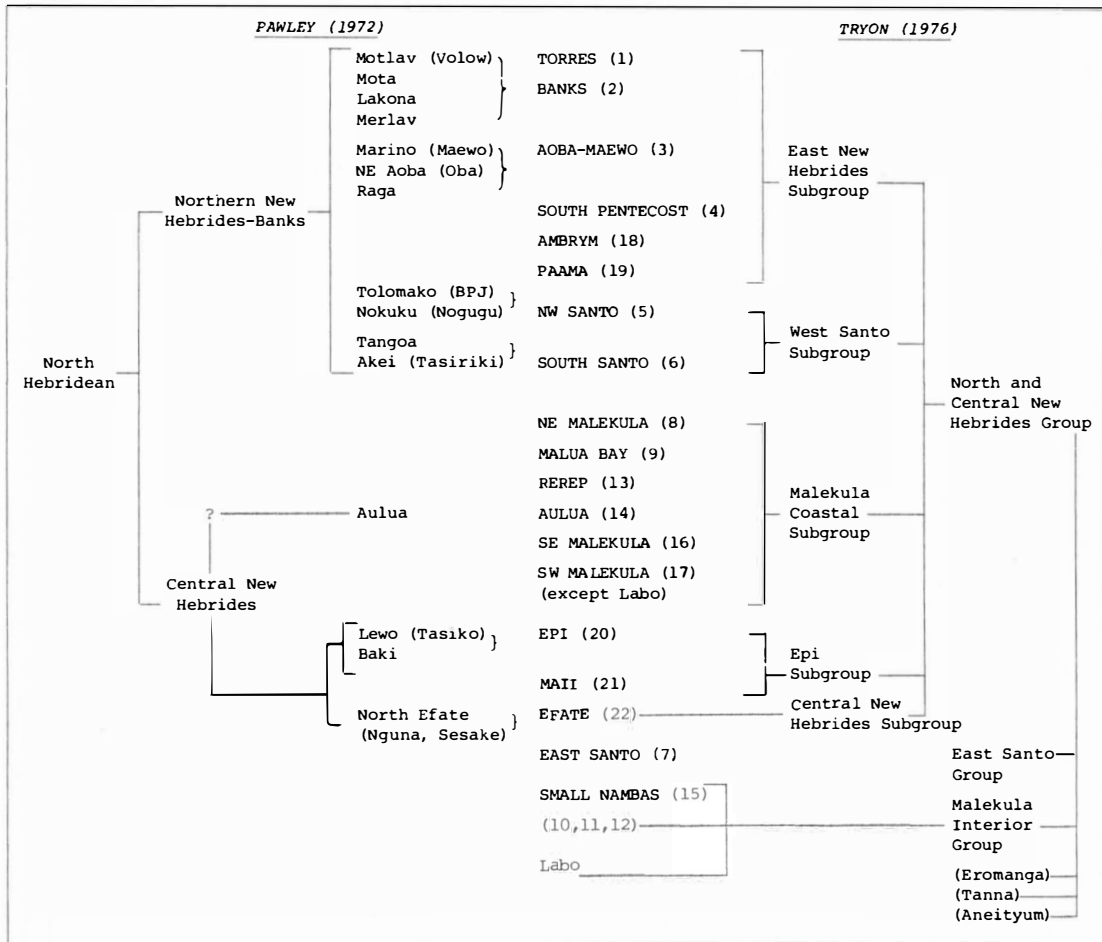 PAWLEY (1972) TRYON (1976)
Motlav (Volow) TORRES (1)
Mota BANKS (2)
Lakona
Merlav
Marino (Maewo) AOBA-MAEWO (3)
NE Aoba (Oba)
Raga
East New
Hebrides
Subgroup
Northern New
Hebrides-Banks
SOUTH PENTECOST (4)
AMBRYM (18)
PAAMA (19)
Tolomako (BPJ)
Nokuku (Nogugu) NW SANTO (5)
Tangoa
Akei (Tasiriki) SOUTH SANTO (6)
West Santo
Subgroup
North
Hebridean
North and
Central New
Hebrides Group
NE MALEKULA (8)
MALUA BAY (9)
REREP (13)
? Aulua AULUA (14)
SE MALEKULA (16)
SW MALEKULA (17)
(except Labo)
Malekula
Coastal
Subgroup
Central New
Hebrides
Lewo (Tasiko) EPI (20)
Baki
MAII (21)
Epi
Subgroup
North Efate EFATE (22)
(Nguna, Sesake)
Central New
Hebrides Subgroup
EAST SANTO (7)
East Santo
Group
SMALL NAMBAS (15)
(10,11,12)
Labo
Malekula
Interior
Group
(Eromanga)
(Tanna)
(Aneityum)